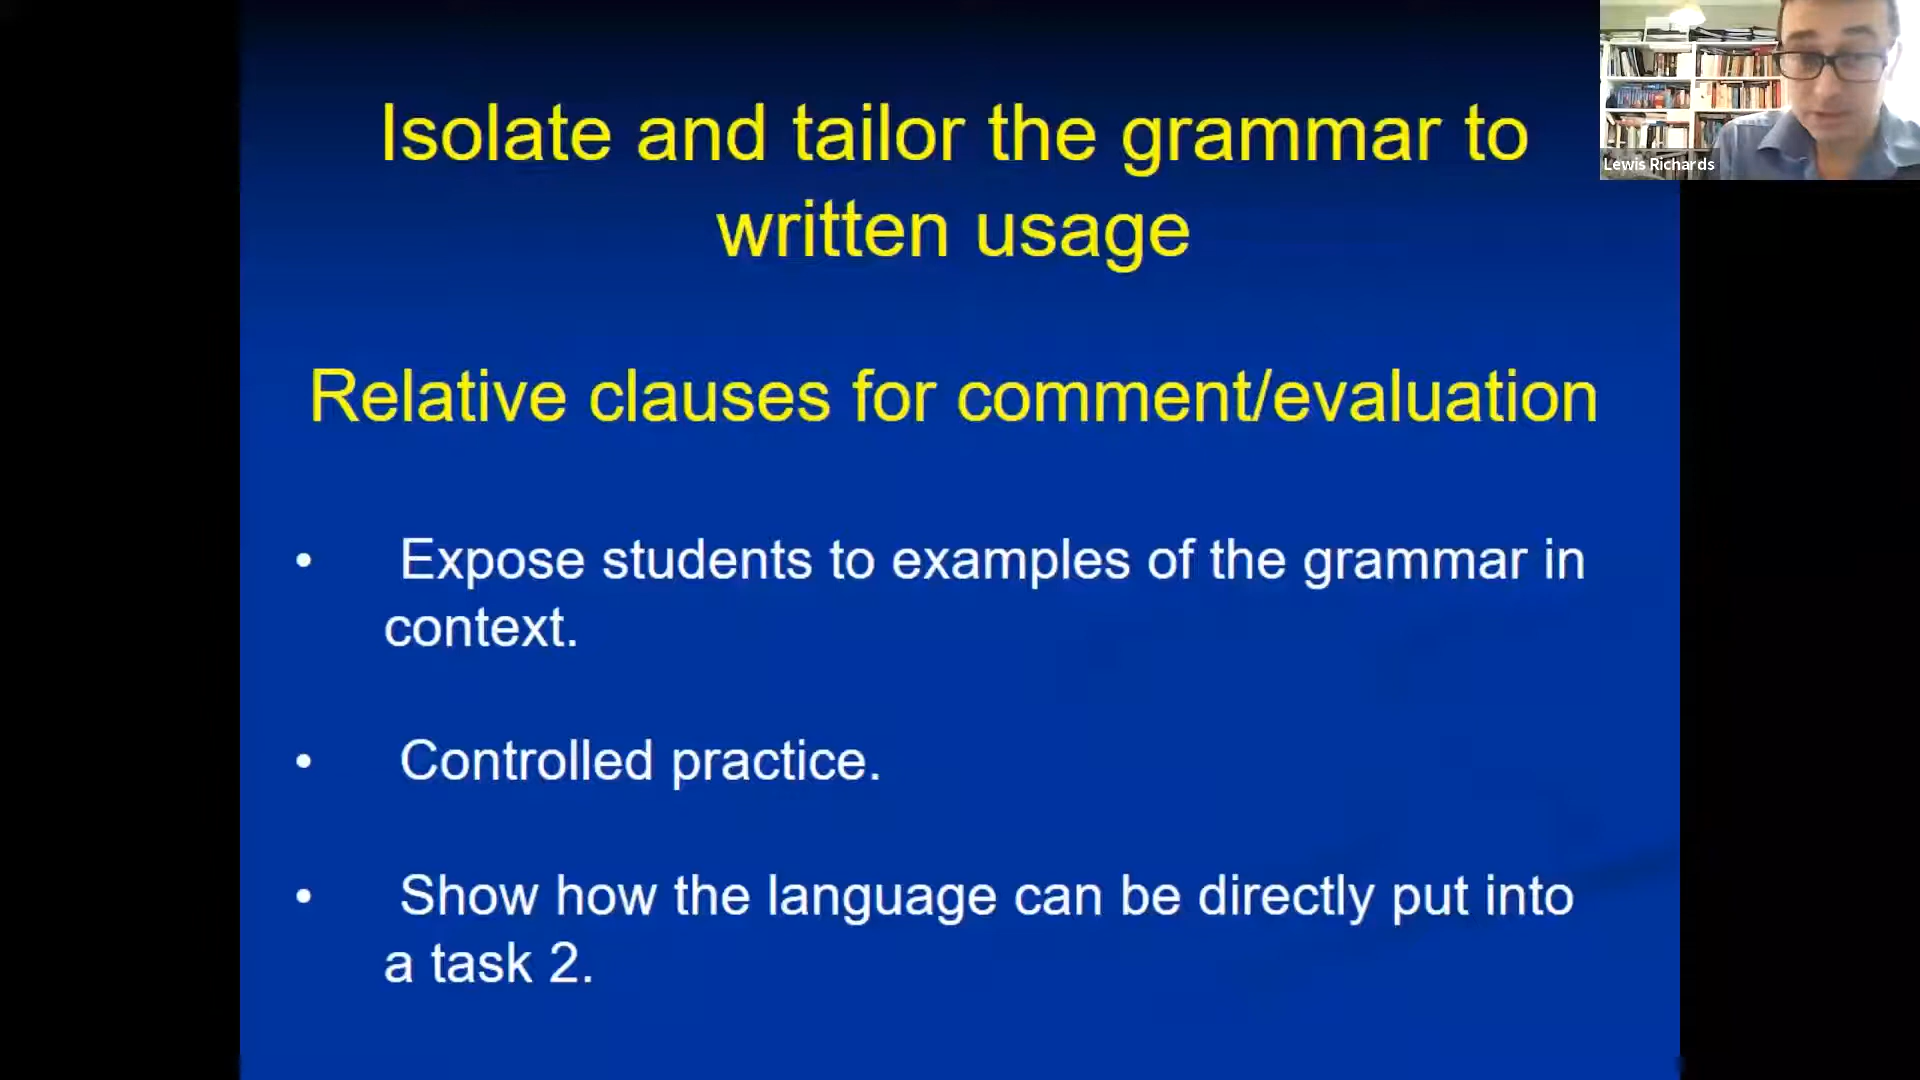 Isolate and tailor the grammar to
written usage
Lewis Richards
Relative clauses for comment/evaluation
• Expose students to examples of the grammar in
context.
• Controlled practice.
• Show how the language can be directly put into
a task 2.